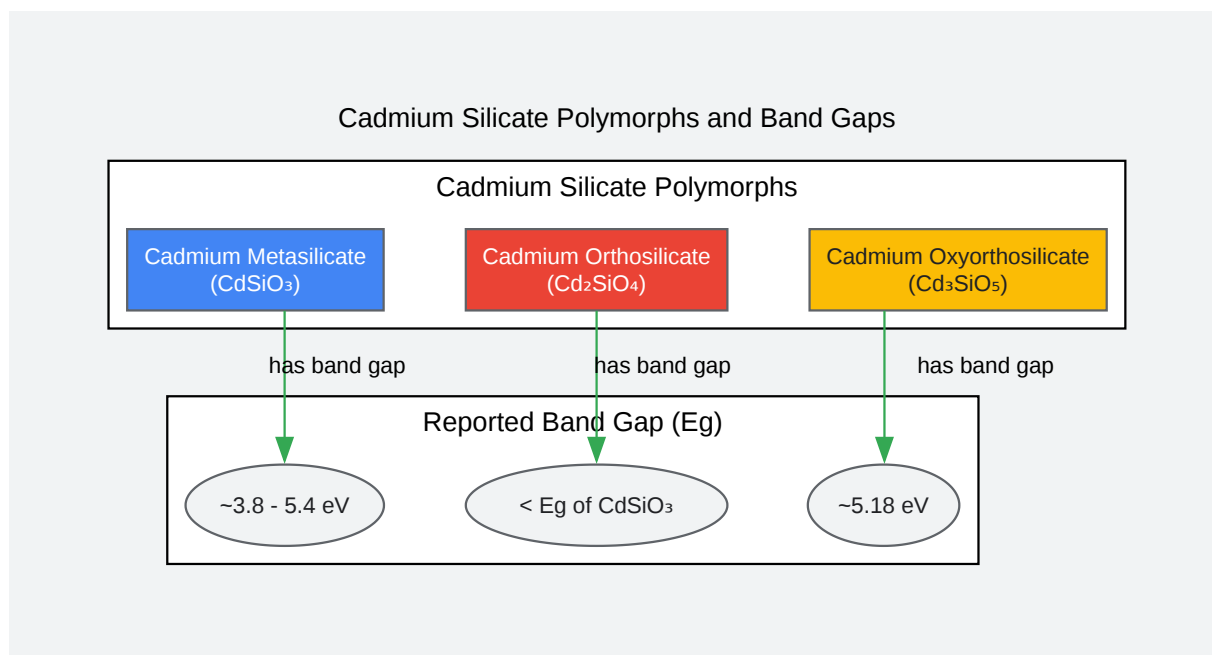 Cadmium Silicate Polymorphs and Band Gaps
Cadmium Silicate Polymorphs
Cadmium Metasilicate
(CdSiO₃)
Cadmium Orthosilicate
(Cd₂SiO₄)
Cadmium Oxyorthosilicate
(Cd₃SiO₅)
has band gap
has band gap
has band gap
Reported Band Gap (Eg)
~3.8 - 5.4 eV
< Eg of CdSiO₃
~5.18 eV